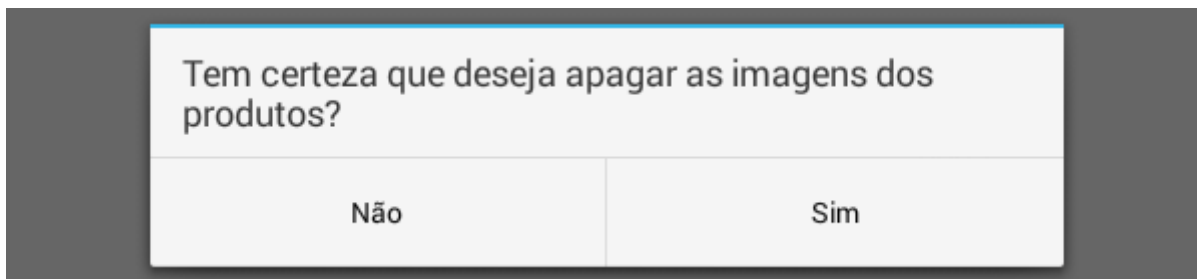 Tem certeza que deseja apagar as imagens dos
produtos?
Não
Sim